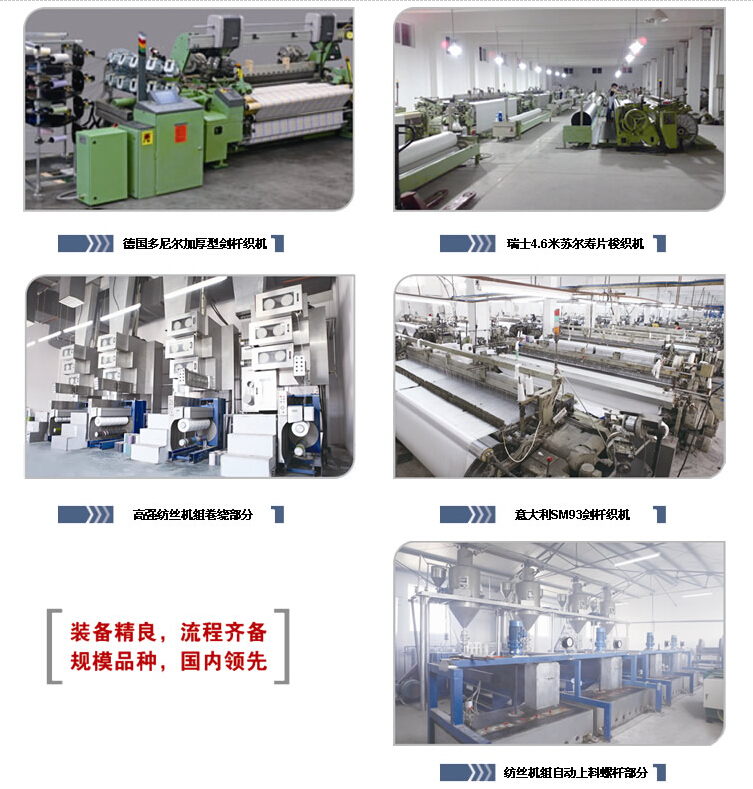 德国多尼尔加厚型剑杆织机
瑞士4.6米苏尔寿片梭织机
高强纺丝机组卷绕部分
意大利SM93剑杆织机
装备精良，流程齐备
规模品种，国内领先
纺丝机组自动上料螺杆部分